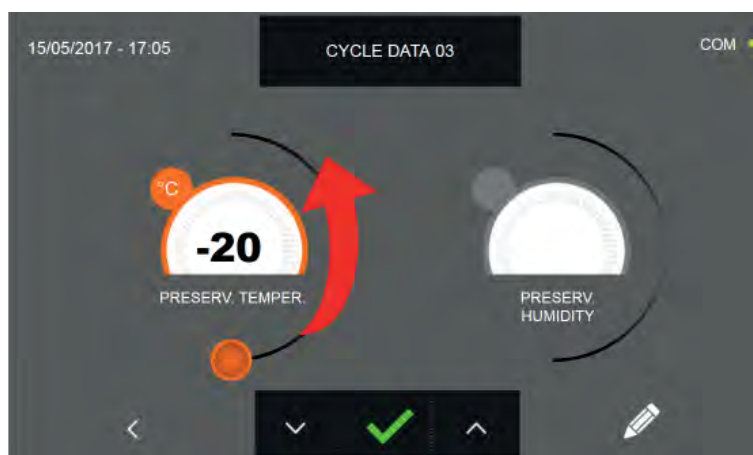 15/05/2017 - 17:05
CYCLE DATA 03
COM
°C
-20
PRESERV. TEMPER.
PRESERV.
HUMIDITY